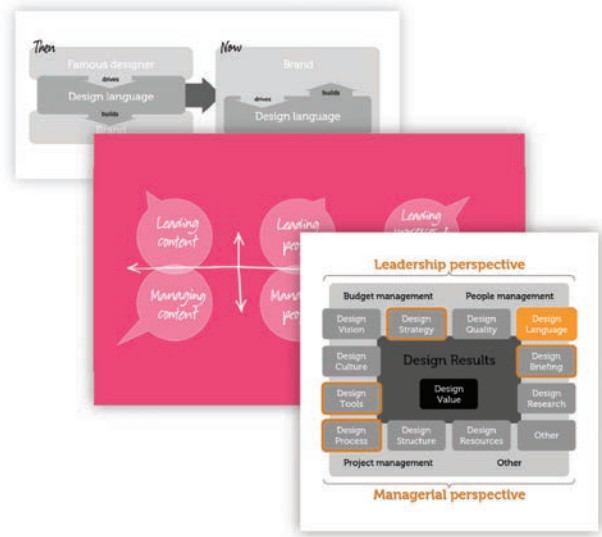 Then
Famous designer
drives
Design language
builds
Brand
Now
Brand
drives
builds
Design language
Leading
content
Leading
Leading
Managing
content
Leadership perspective
Budget management
People management
Design
Vision
Design
Strategy
Design
Quality
Design
Language
Design
Culture
Design Results
Design
Briefing
Design
Tools
Design
Value
Design
Research
Design
Process
Design
Structure
Design
Resources
Other
Project management
Other
Managerial perspective